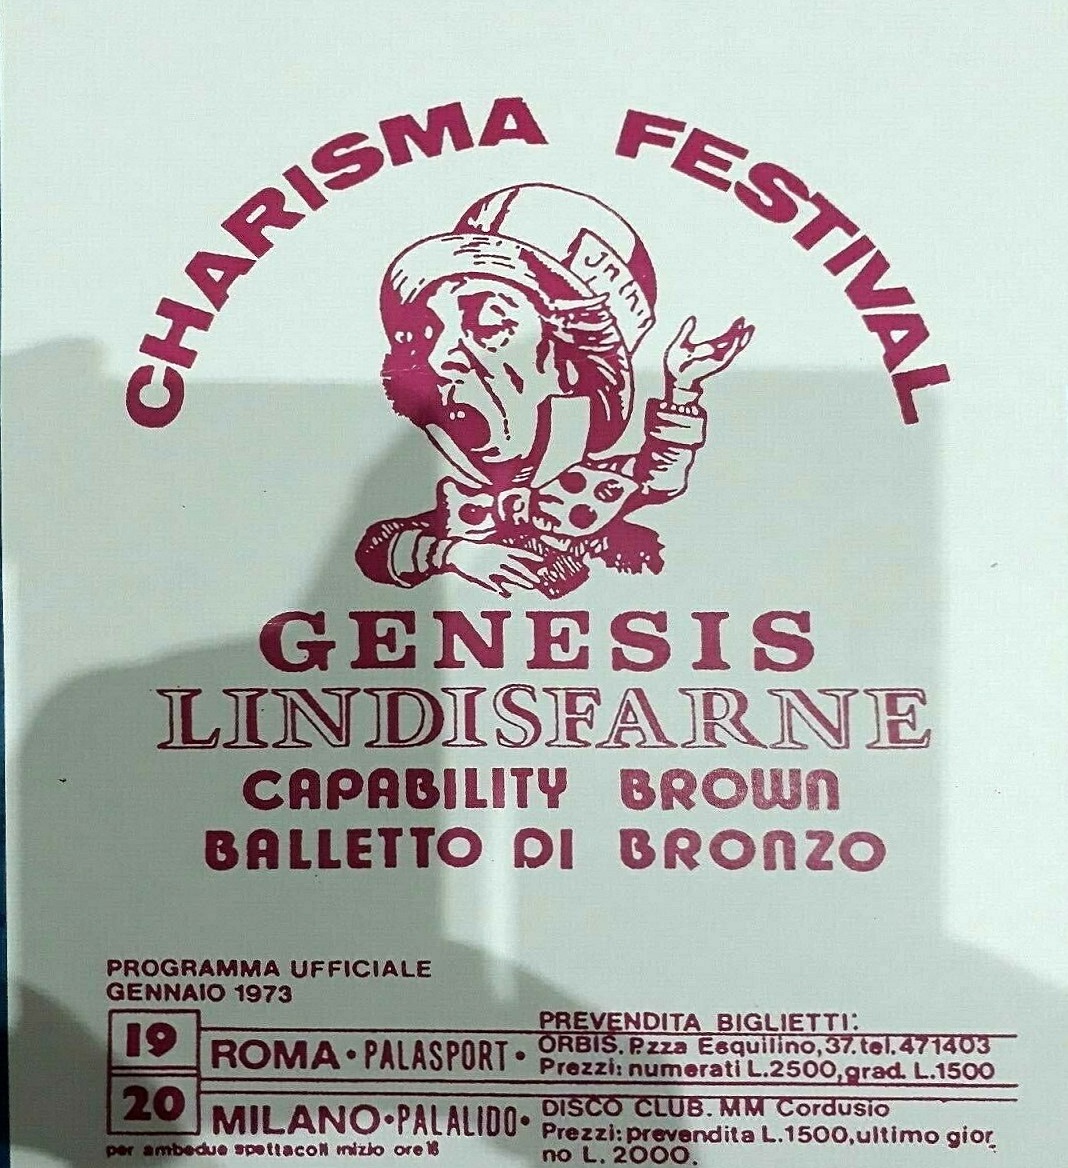 CHARISMA FESTIVAL
GENESIS
LINDISFARNE
CAPABILITY BROWN
BALLETTO DI BRONZO
PROGRAMMA UFFICIALE
GENNAIO 1973
19
ROMA • PALASPORT •
PREVENDITA BIGLIETTI:
ORBIS. P.zza Esquilino, 37. tel. 471403
Prezzi: numerati L.2500, grad. L.1500
20
MILANO • PALALIDO •
DISCO CLUB. MM Cordusio
Prezzi: prevendita L.1500, ultimo gior
no L. 2000.
per ambedue spettacoli inizio ore 18